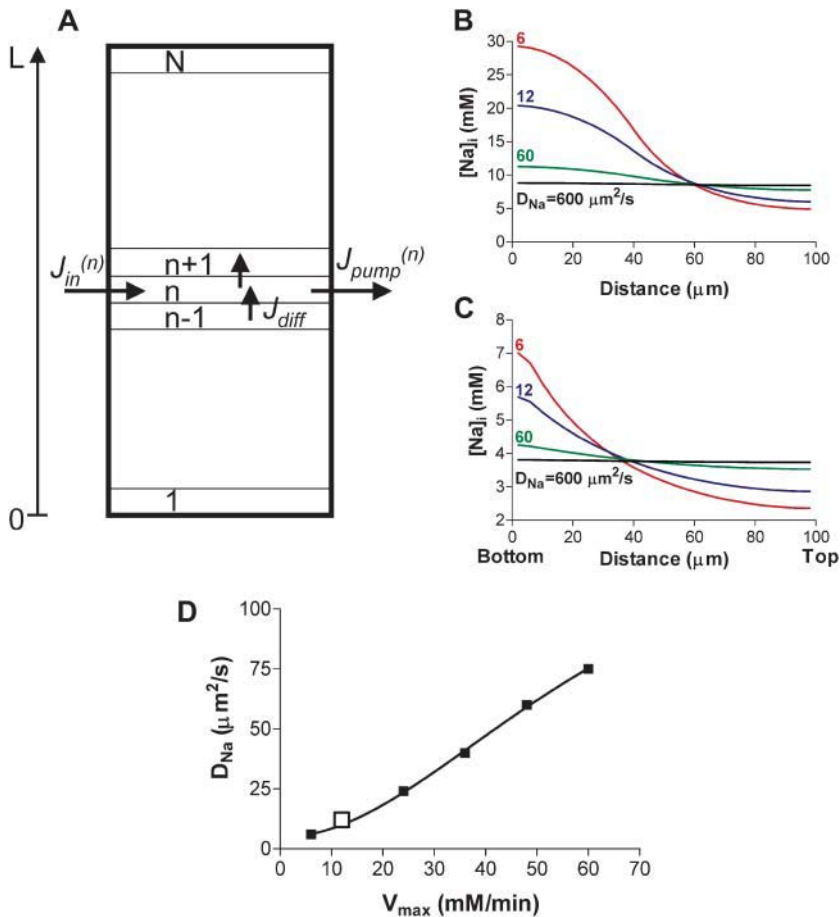 A
L
N
n+1
n
n-1
1
0
J_in^(n)
J_pump^(n)
J_diff
B
30
25
20
15
10
5
0
[Na]i (mM)
6
12
60
D_Na=600 μm²/s
0 20 40 60 80 100
Distance (μm)
C
8
7
6
5
4
3
2
[Na]i (mM)
6
12
60
D_Na=600 μm²/s
0 20 40 60 80 100
Bottom Distance (μm) Top
D
100
75
50
25
0
D_Na (μm²/s)
0 10 20 30 40 50 60 70
V_max (mM/min)